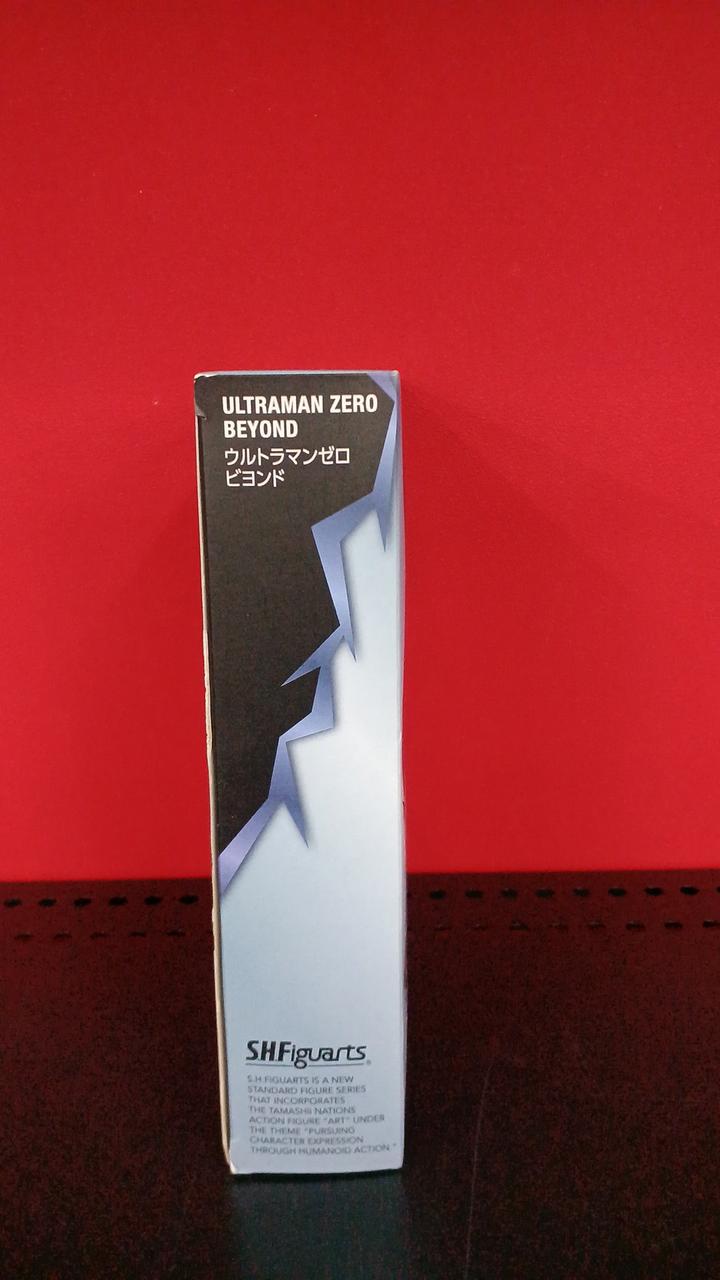 ULTRAMAN ZERO
BEYOND
ウルトラマンゼロ
ビヨンド
S.H.Figuarts
S.H.FIGUARTS IS A NEW
STANDARD FIGURE SERIES
THAT INCORPORATES
THE TAMASHII NATIONS
ACTION FIGURE "ART" UNDER
THE THEME "PURSUING
CHARACTER EXPRESSION
THROUGH HUMANOID ACTION."